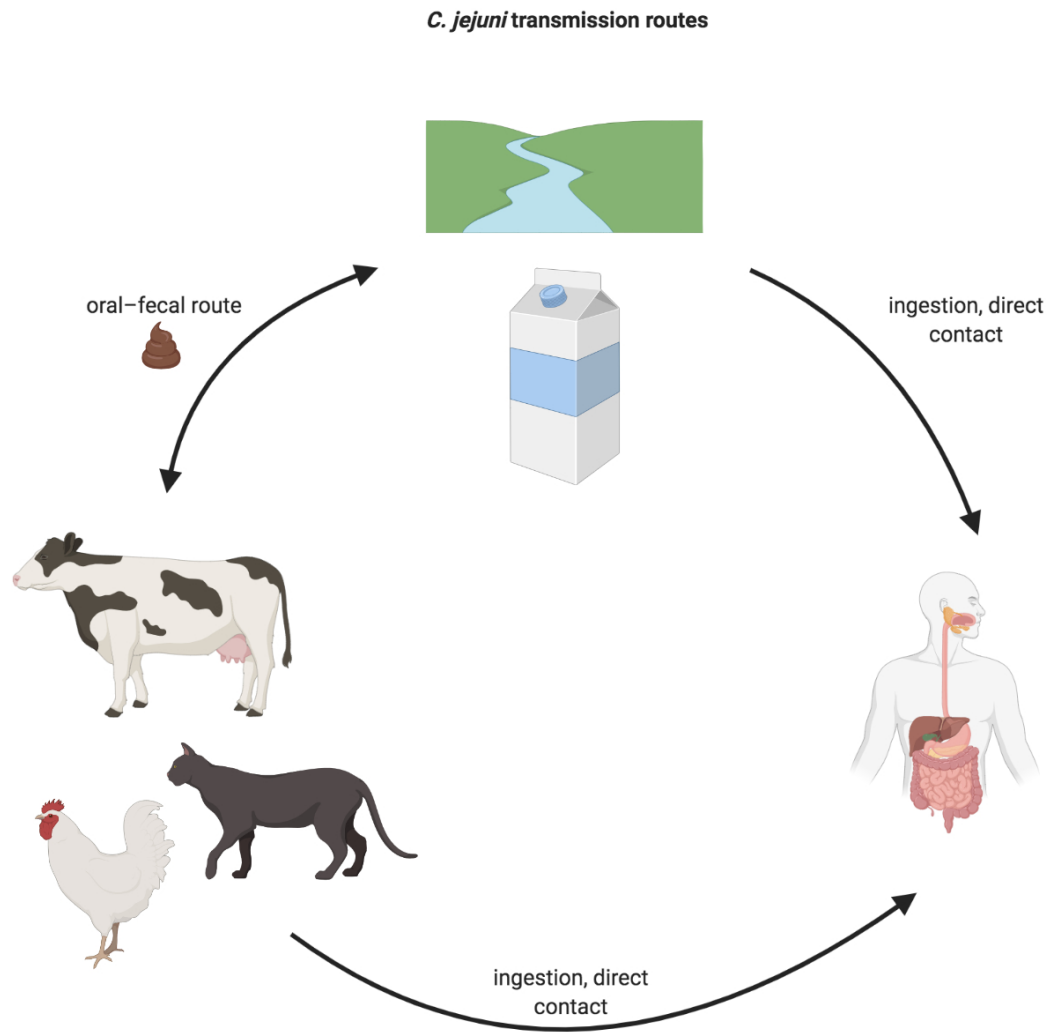 C. jejuni transmission routes
oral–fecal route
ingestion, direct
contact
ingestion, direct
contact